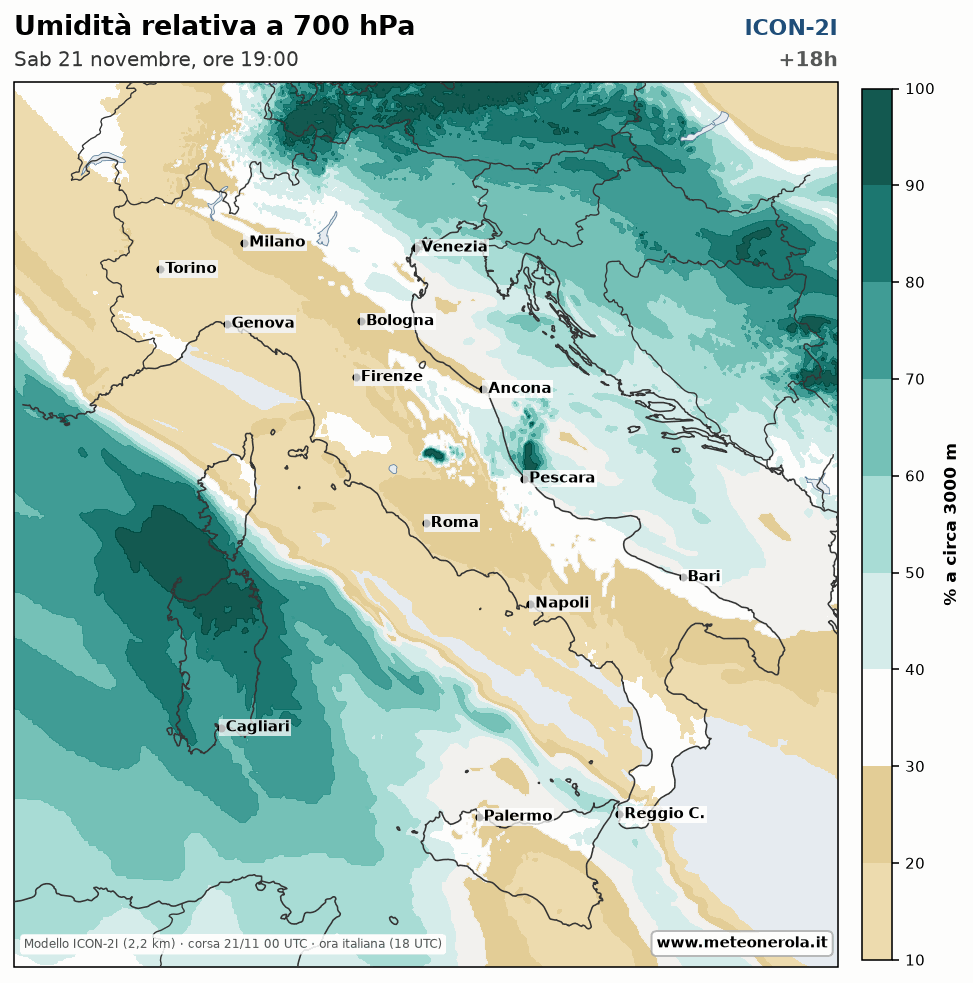 Umidità relativa a 700 hPa
ICON-2I
Sab 21 novembre, ore 19:00
+18h
100
90
80
70
60
50
40
30
20
10
% a circa 3000 m
Milano
Venezia
Torino
Genova
Bologna
Firenze
Ancona
Pescara
Roma
Bari
Napoli
Cagliari
Palermo
Reggio C.
Modello ICON-2I (2,2 km) · corsa 21/11 00 UTC · ora italiana (18 UTC)
www.meteonerola.it